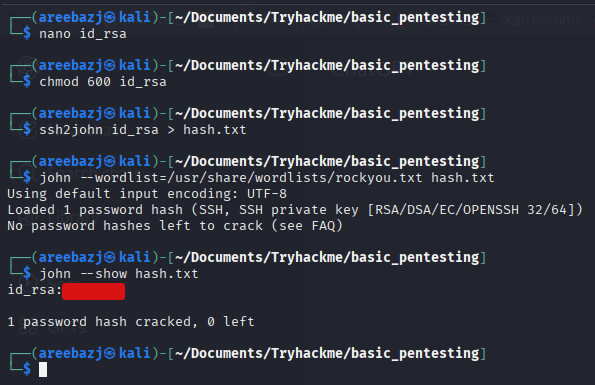 ┌──(areebazj㉿kali)-[~/Documents/Tryhackme/basic_pentesting]
└─$ nano id_rsa
┌──(areebazj㉿kali)-[~/Documents/Tryhackme/basic_pentesting]
└─$ chmod 600 id_rsa
┌──(areebazj㉿kali)-[~/Documents/Tryhackme/basic_pentesting]
└─$ ssh2john id_rsa > hash.txt
┌──(areebazj㉿kali)-[~/Documents/Tryhackme/basic_pentesting]
└─$ john --wordlist=/usr/share/wordlists/rockyou.txt hash.txt
Using default input encoding: UTF-8
Loaded 1 password hash (SSH, SSH private key [RSA/DSA/EC/OPENSSH 32/64])
No password hashes left to crack (see FAQ)
┌──(areebazj㉿kali)-[~/Documents/Tryhackme/basic_pentesting]
└─$ john --show hash.txt
id_rsa:
1 password hash cracked, 0 left
┌──(areebazj㉿kali)-[~/Documents/Tryhackme/basic_pentesting]
└─$